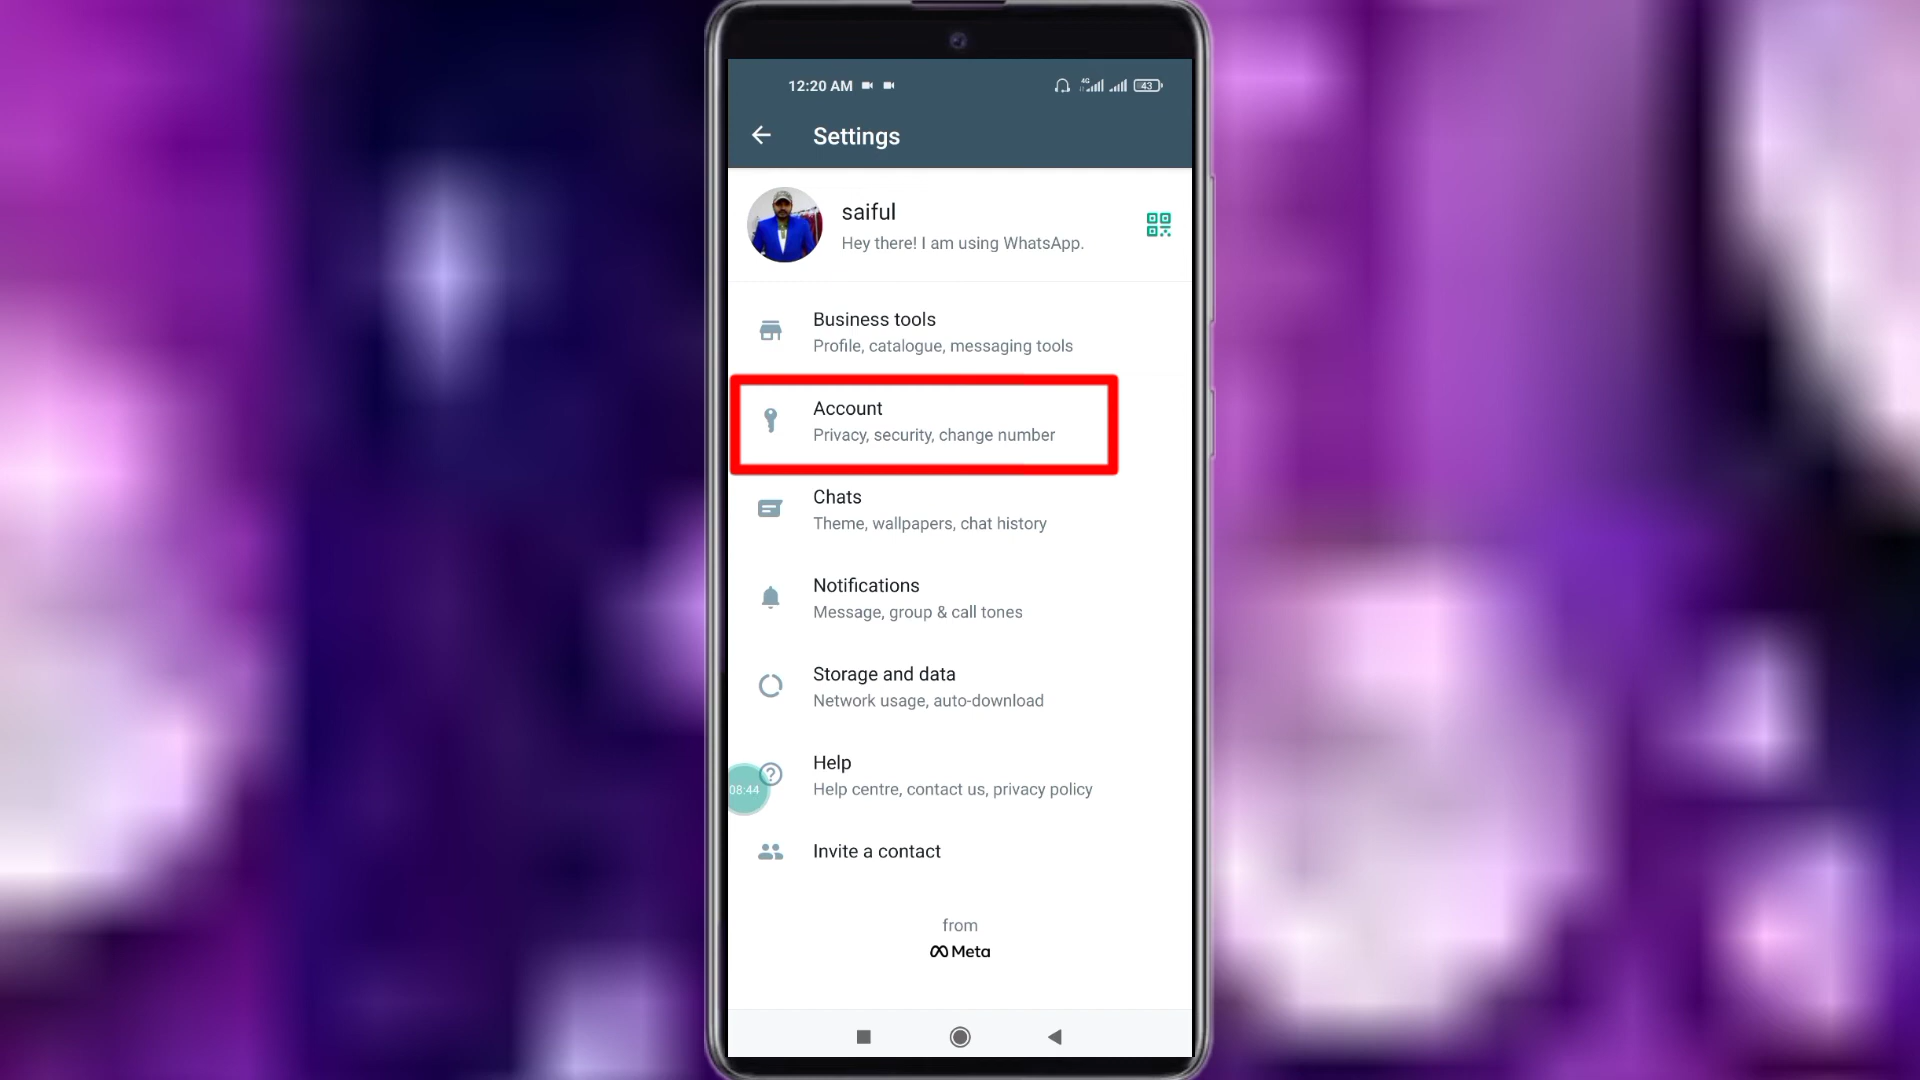 12:20 AM 4G 43
Settings
saiful
Hey there! I am using WhatsApp.
Business tools
Profile, catalogue, messaging tools
Account
Privacy, security, change number
Chats
Theme, wallpapers, chat history
Notifications
Message, group & call tones
Storage and data
Network usage, auto-download
Help
08:44
Help centre, contact us, privacy policy
Invite a contact
from
Meta